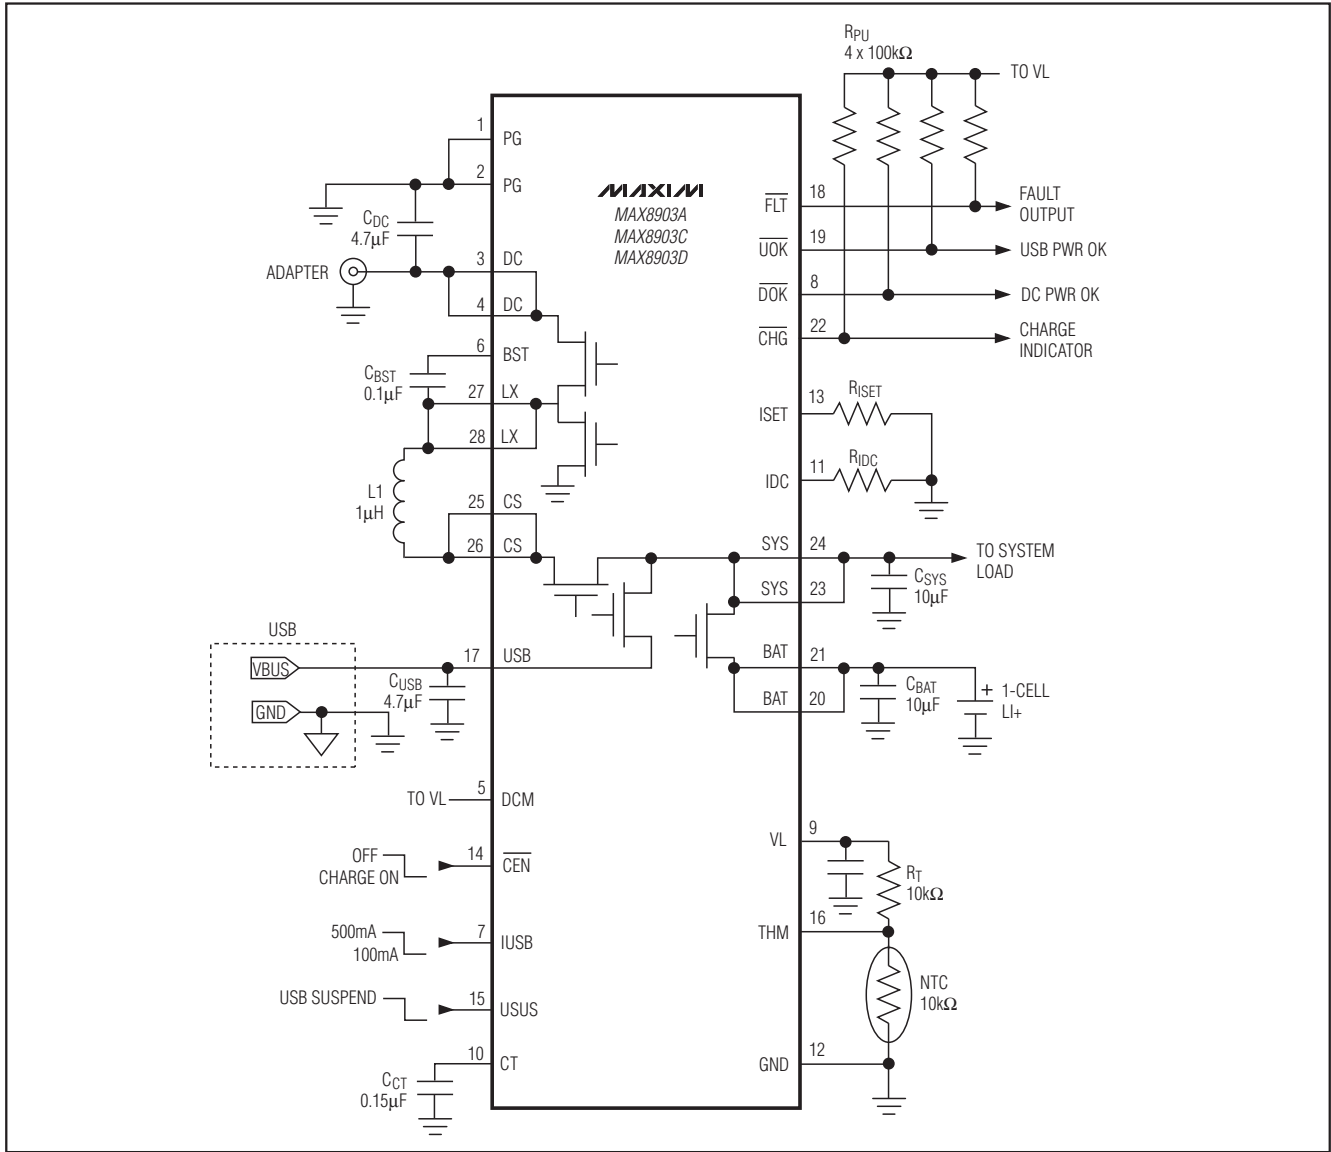 RPU
4 x 100kΩ
TO VL
1
PG
2
PG
CDC
4.7µF
ADAPTER
3
DC
4
DC
6
BST
CBST
0.1µF
27
LX
28
LX
L1
1µH
25
CS
26
CS
USB
VBUS
GND
17
USB
CUSB
4.7µF
TO VL
5
DCM
OFF
CHARGE ON
14
CEN
500mA
100mA
7
IUSB
USB SUSPEND
15
USUS
10
CT
CCT
0.15µF
MAXIM
MAX8903A
MAX8903C
MAX8903D
FLT
18
FAULT
OUTPUT
UOK
19
USB PWR OK
DOK
8
DC PWR OK
CHG
22
CHARGE
INDICATOR
ISET
13
RISET
IDC
11
RIDC
SYS
24
TO SYSTEM
LOAD
SYS
23
CSYS
10µF
BAT
21
BAT
20
CBAT
10µF
+ 1-CELL
LI+
VL
9
RT
10kΩ
THM
16
NTC
10kΩ
GND
12